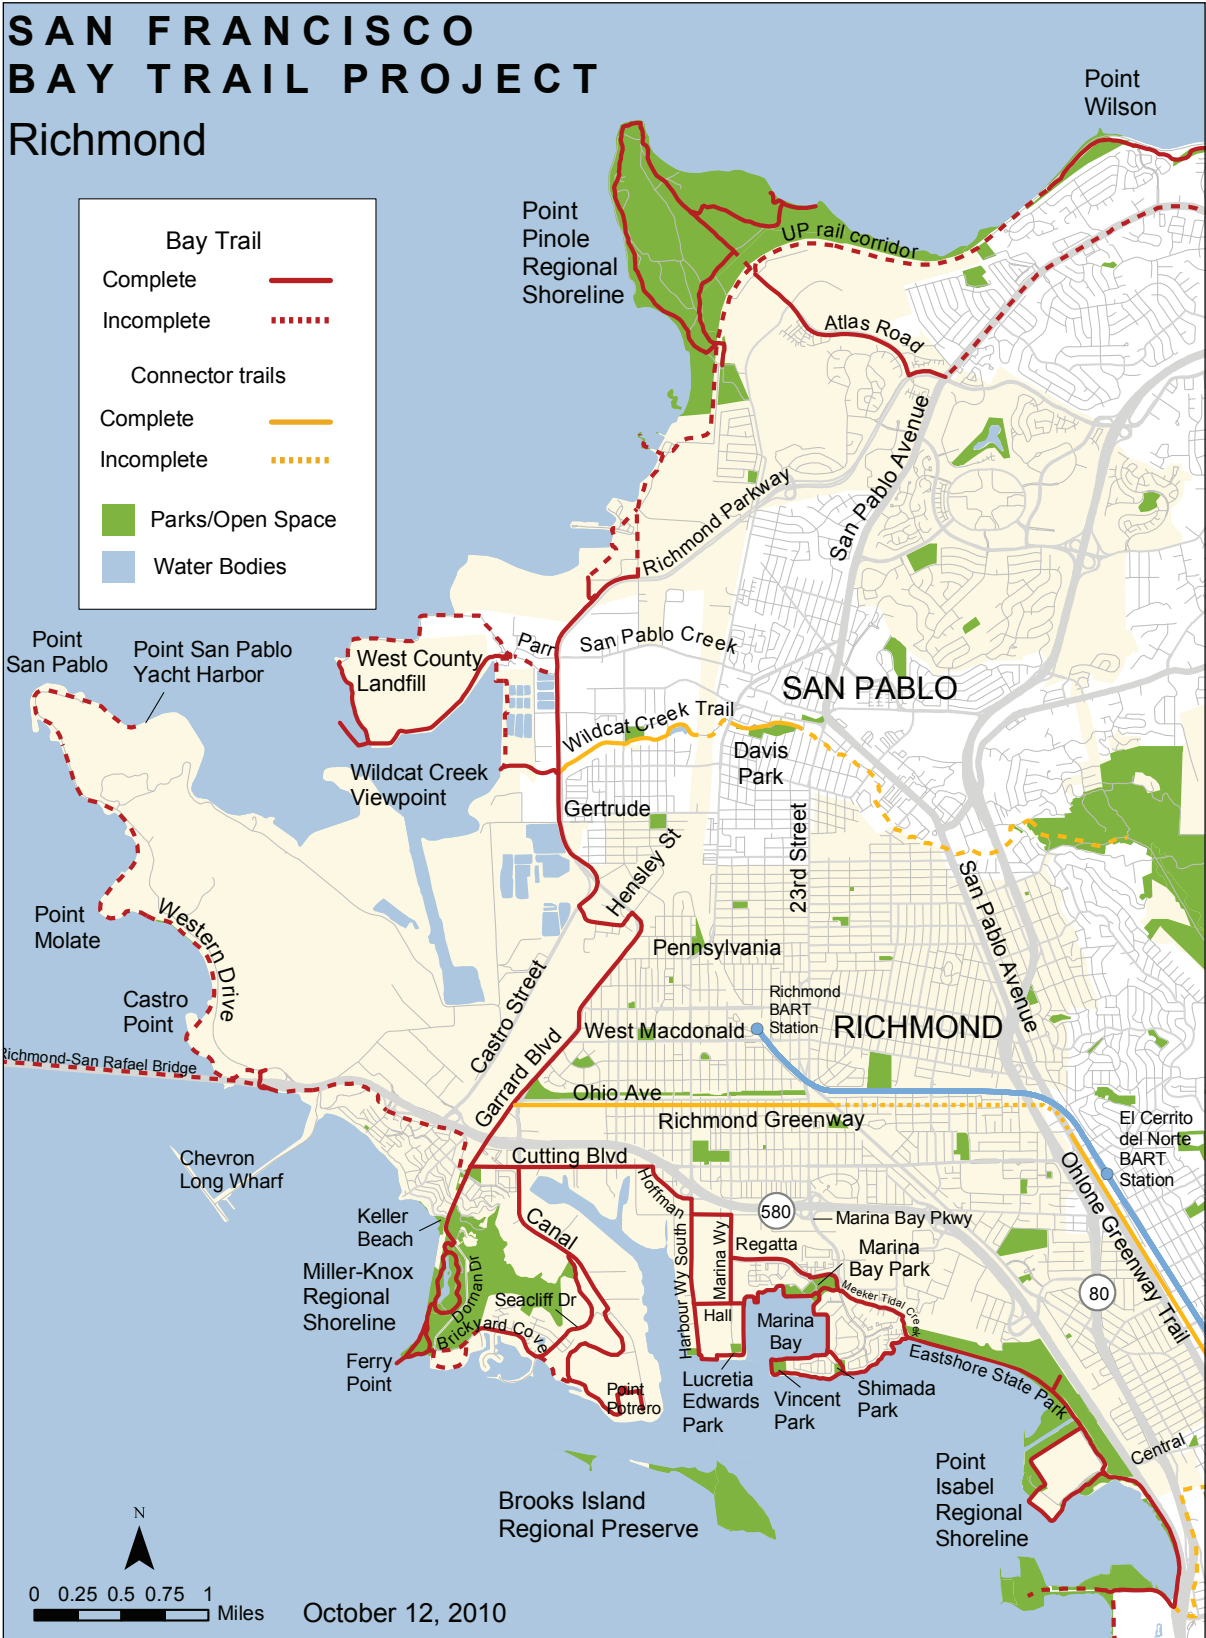 SAN FRANCISCO
BAY TRAIL PROJECT
Richmond
Bay Trail
Complete
Incomplete
Connector trails
Complete
Incomplete
Parks/Open Space
Water Bodies
Point
Wilson
Point
Pinole
Regional
Shoreline
UP rail corridor
Atlas Road
San Pablo Avenue
Richmond Parkway
Point
San Pablo
Point San Pablo
Yacht Harbor
West County
Landfill
Parr
San Pablo Creek
SAN PABLO
Wildcat Creek Trail
Davis
Park
Wildcat Creek
Viewpoint
Gertrude
Hensley St
23rd Street
San Pablo Avenue
Point
Molate
Western Drive
Pennsylvania
Castro
Point
Castro Street
Richmond
BART
Station
West Macdonald
RICHMOND
Richmond-San Rafael Bridge
Garrard Blvd
Ohio Ave
Richmond Greenway
El Cerrito
del Norte
BART
Station
Chevron
Long Wharf
Cutting Blvd
Hoffman
Ohlone Greenway Trail
Keller
Beach
Canal
580
Marina Bay Pkwy
Harbour Wy South
Marina Wy
Regatta
Marina
Bay Park
Miller-Knox
Regional
Shoreline
Dornan Dr
Seacliff Dr
Meeker Tidal Creek
80
Brickyard Cove
Hall
Marina
Bay
Eastshore State Park
Ferry
Point
Point
Potrero
Lucretia
Edwards
Park
Vincent
Park
Shimada
Park
Central
Point
Isabel
Regional
Shoreline
Brooks Island
Regional Preserve
N
0 0.25 0.5 0.75 1
Miles
October 12, 2010